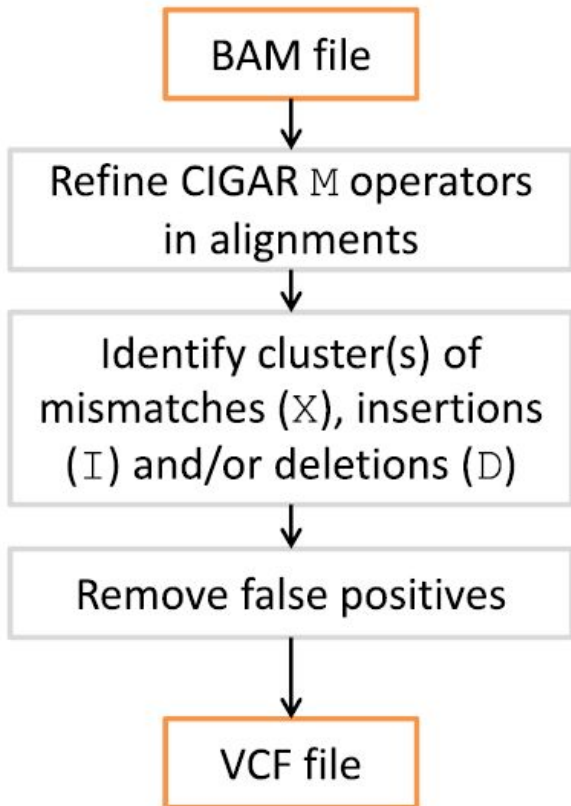 BAM file
Refine CIGAR M operators
in alignments
Identify cluster(s) of
mismatches (X), insertions
(I) and/or deletions (D)
Remove false positives
VCF file